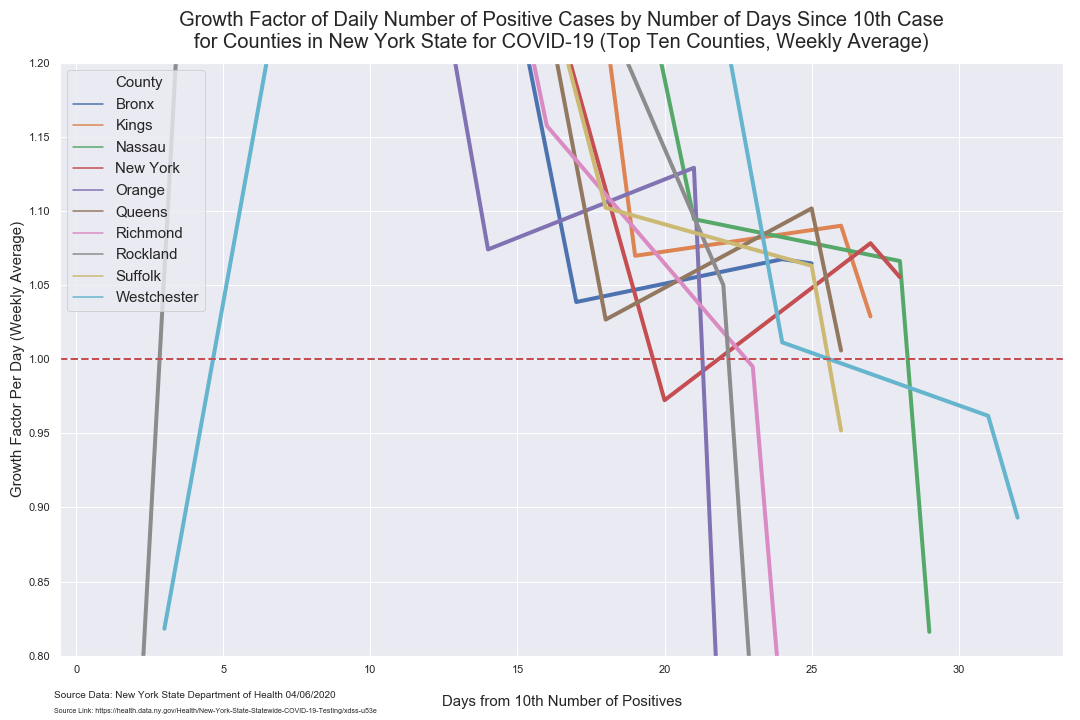 Growth Factor of Daily Number of Positive Cases by Number of Days Since 10th Case
for Counties in New York State for COVID-19 (Top Ten Counties, Weekly Average)
Growth Factor Per Day (Weekly Average)
1.20
1.15
1.10
1.05
1.00
0.95
0.90
0.85
0.80
County
Bronx
Kings
Nassau
New York
Orange
Queens
Richmond
Rockland
Suffolk
Westchester
0 5 10 15 20 25 30
Days from 10th Number of Positives
Source Data: New York State Department of Health 04/06/2020
Source Link: https://health.data.ny.gov/Health/New-York-State-Statewide-COVID-19-Testing/xdss-u53e